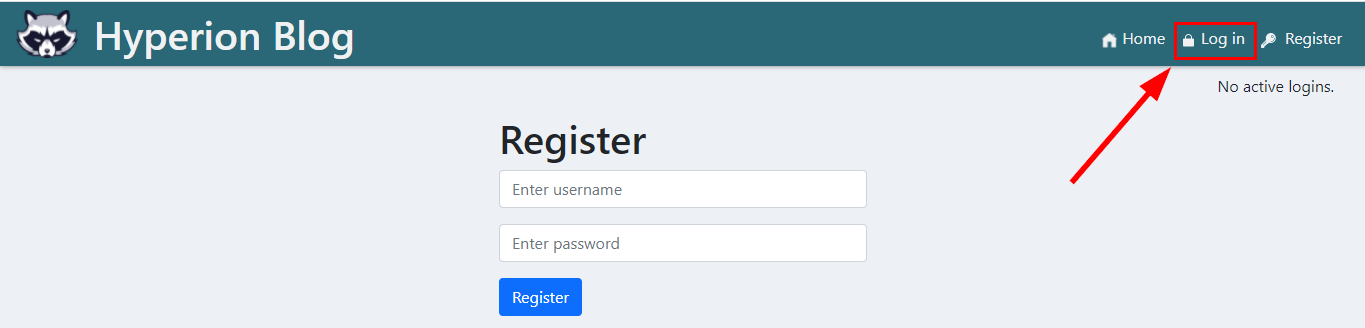 Hyperion Blog
Home Log in Register
No active logins.
Register
Enter username
Enter password
Register